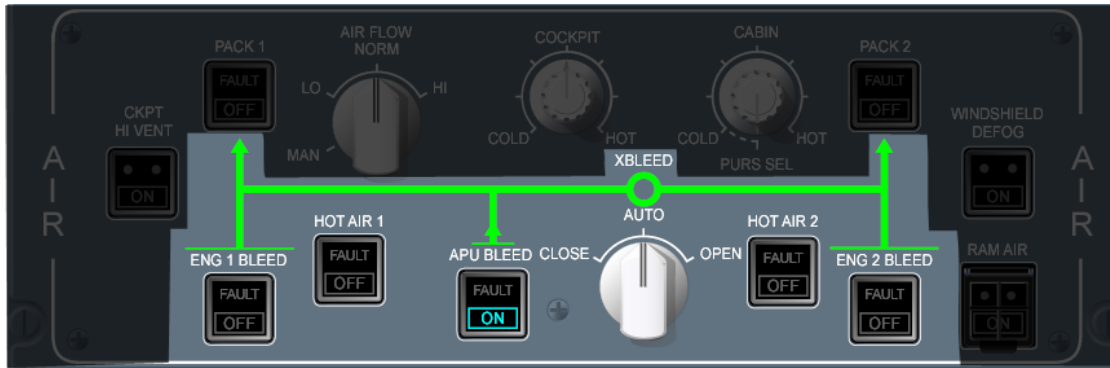 AIR
PACK 1
FAULT
OFF
AIR FLOW
NORM
LO
HI
MAN
COCKPIT
COLD
HOT
CABIN
COLD
HOT
PURS SEL
PACK 2
FAULT
OFF
CKPT
HI VENT
ON
WINDSHIELD
DEFOG
ON
AIR
XBLEED
AUTO
CLOSE
OPEN
ENG 1 BLEED
FAULT
OFF
HOT AIR 1
FAULT
OFF
APU BLEED
FAULT
ON
HOT AIR 2
FAULT
OFF
ENG 2 BLEED
FAULT
OFF
RAM AIR
ON